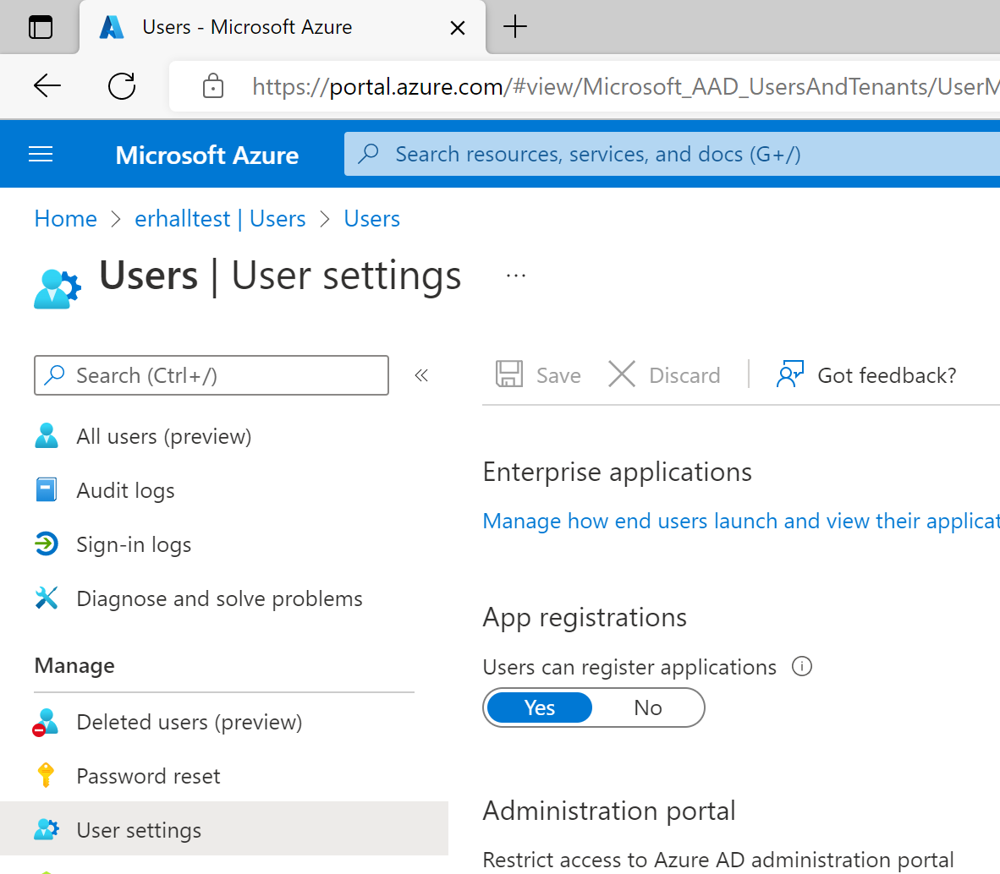 Users - Microsoft Azure
https://portal.azure.com/#view/Microsoft_AAD_UsersAndTenants/UserM
Microsoft Azure
Search resources, services, and docs (G+/)
Home > erhalltest | Users > Users
Users | User settings ...
Search (Ctrl+/)
«
Save
Discard
Got feedback?
All users (preview)
Audit logs
Sign-in logs
Diagnose and solve problems
Manage
Deleted users (preview)
Password reset
User settings
Enterprise applications
Manage how end users launch and view their applicat
App registrations
Users can register applications
Yes No
Administration portal
Restrict access to Azure AD administration portal